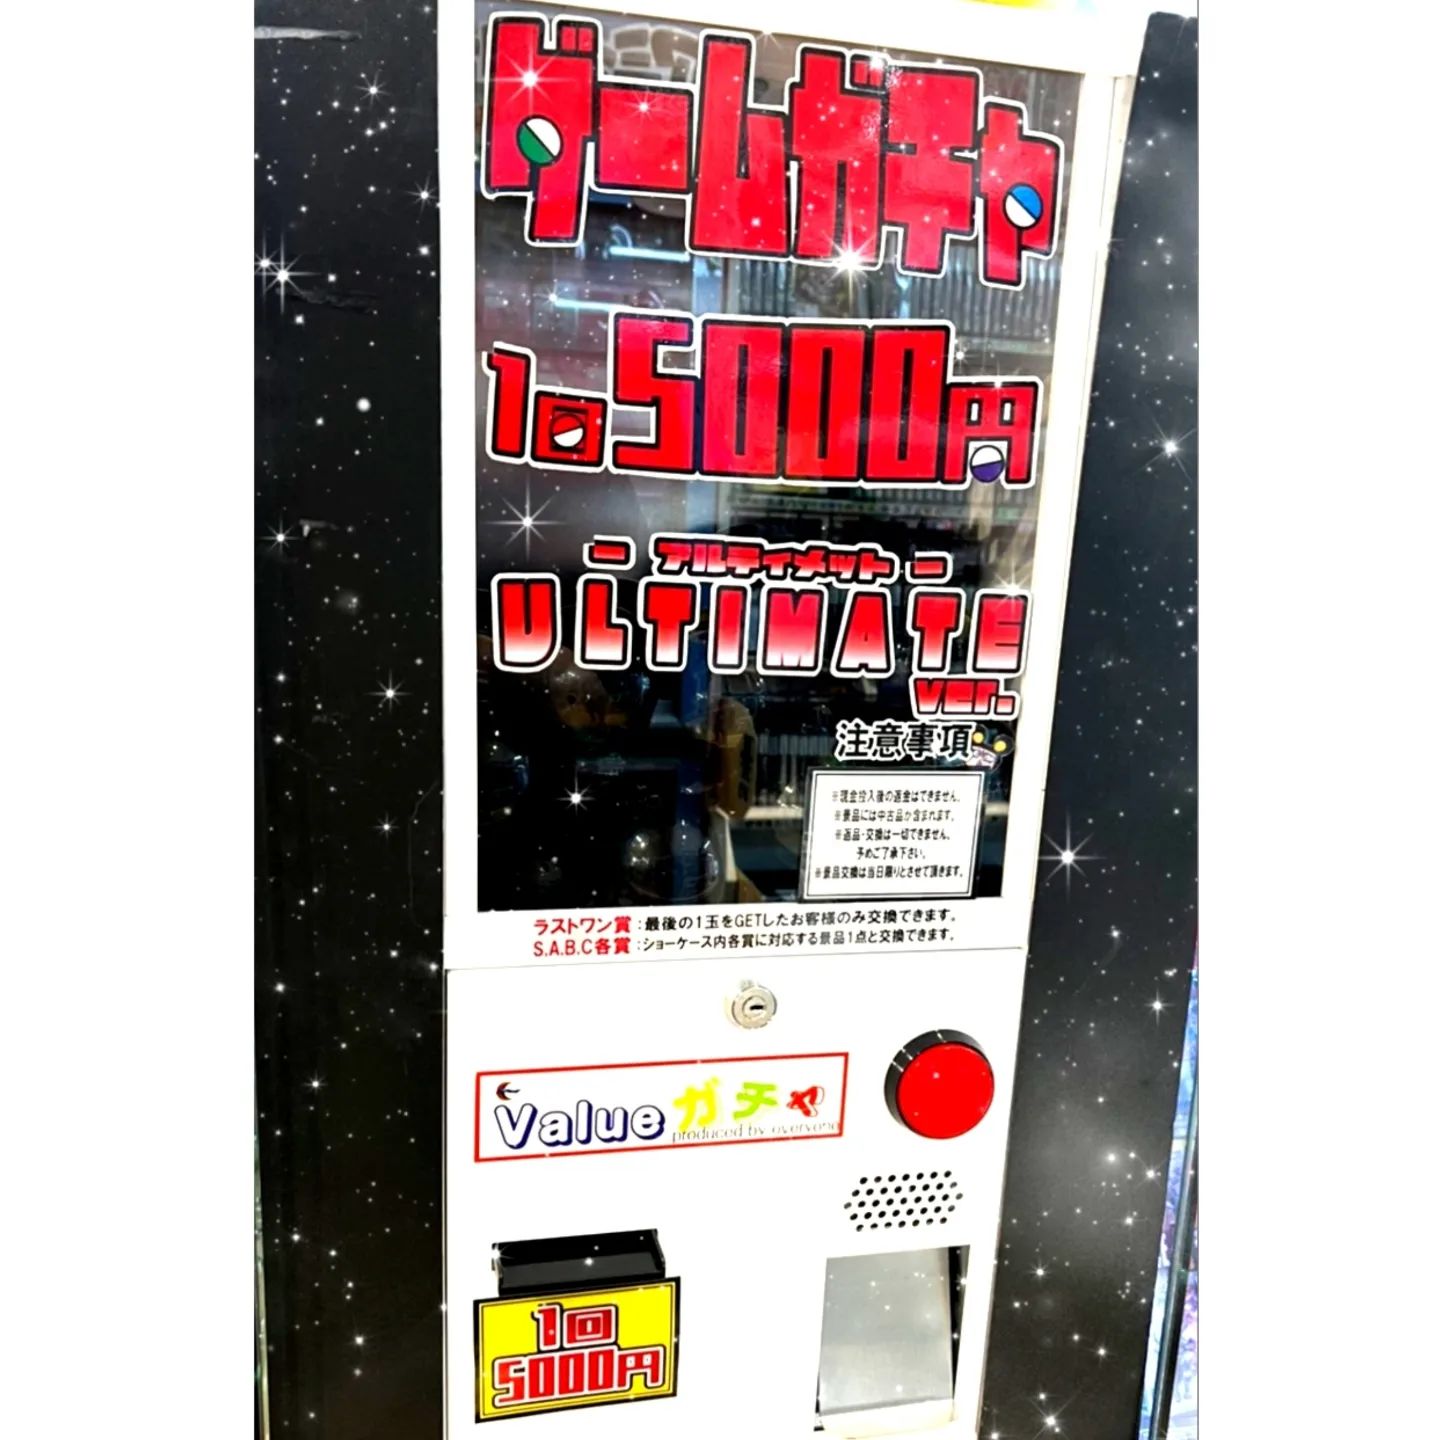 ゲームガチャ
1回5000円
アルティメット
ULTIMATE
ver.
注意事項
※現金投入後の返金はできません。
※景品には中古品が含まれます。
※返品・交換は一切できません。
予めご了承下さい。
※景品交換は当日限りとさせて頂きます。
ラストワン賞：最後の1玉をGETしたお客様のみ交換できます。
S.A.B.C各賞：ショーケース内各賞に対応する景品1点と交換できます。
Value ガチャ
produced by everyone
1回
5000円